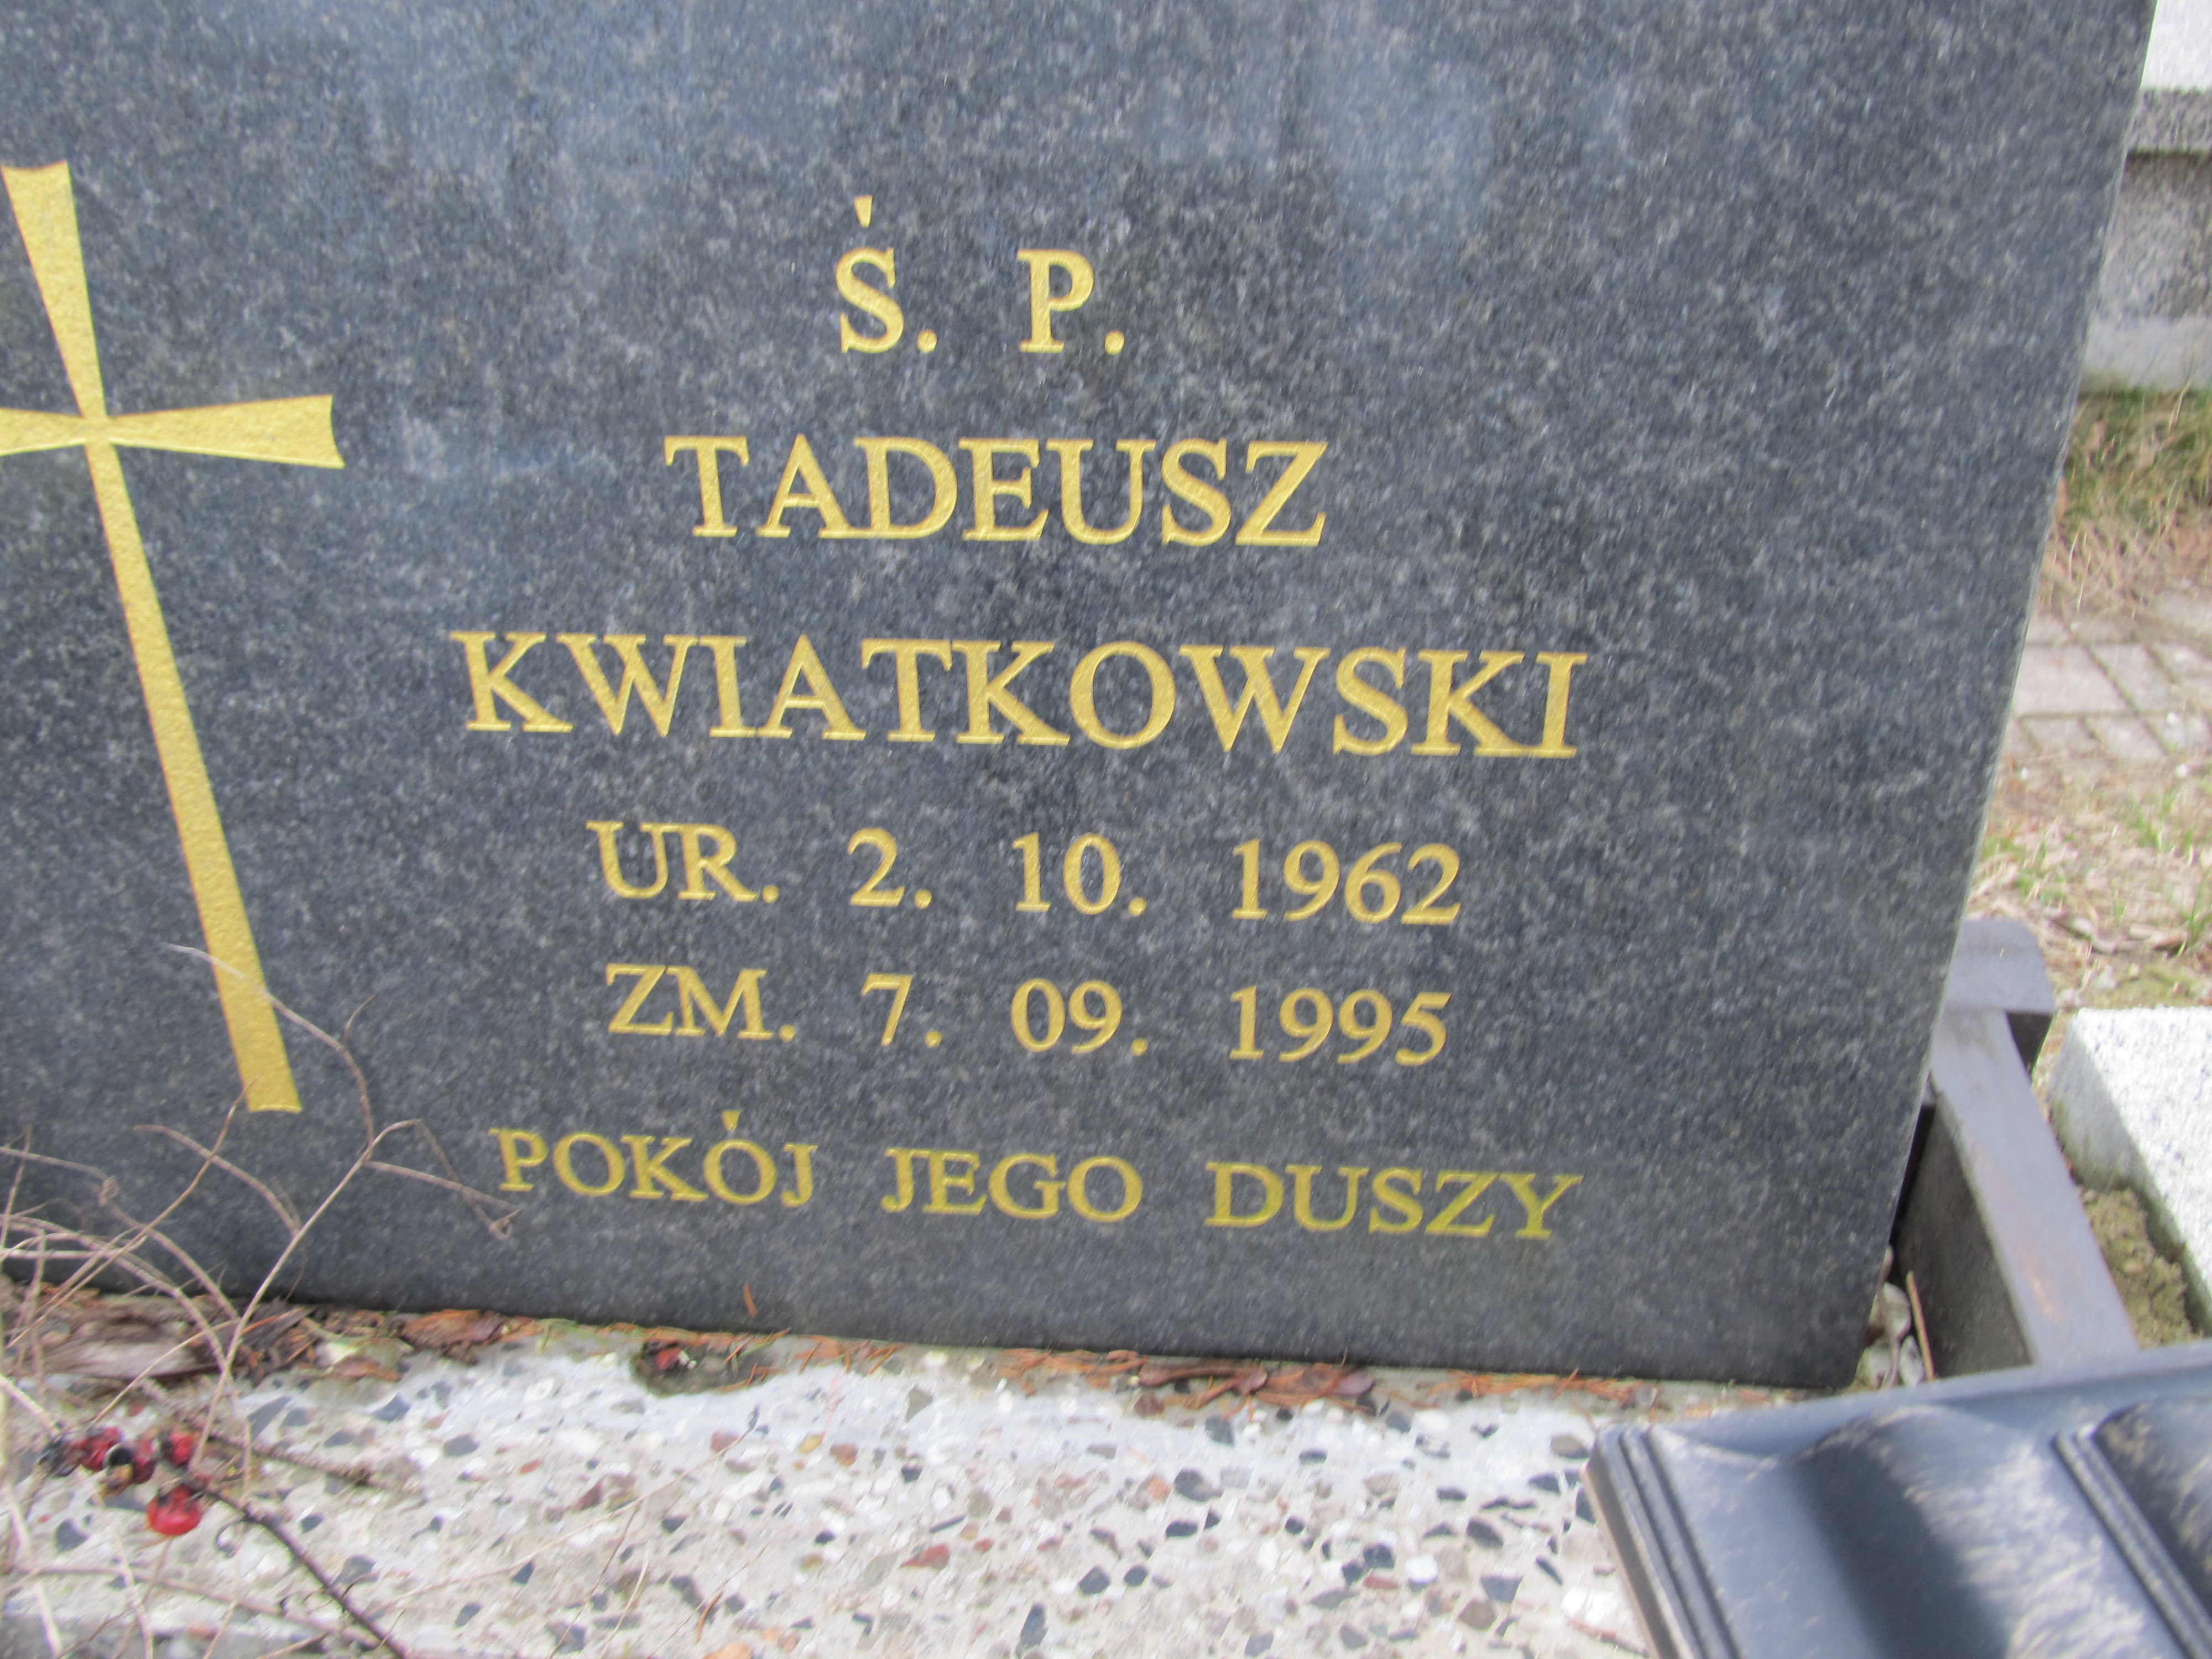 Ś. P.
TADEUSZ
KWIATKOWSKI
UR. 2. 10. 1962
ZM. 7. 09. 1995
POKÓJ JEGO DUSZY